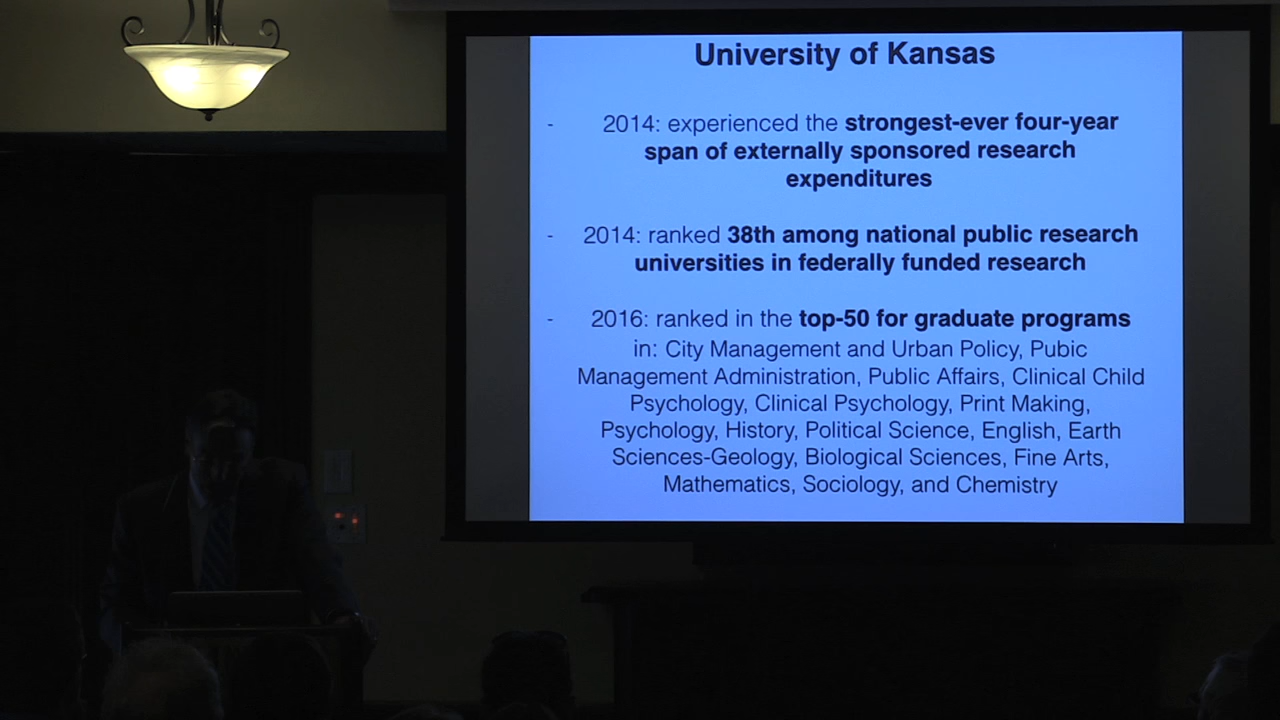 University of Kansas
- 2014: experienced the strongest-ever four-year
span of externally sponsored research
expenditures
- 2014: ranked 38th among national public research
universities in federally funded research
- 2016: ranked in the top-50 for graduate programs
in: City Management and Urban Policy, Pubic
Management Administration, Public Affairs, Clinical Child
Psychology, Clinical Psychology, Print Making,
Psychology, History, Political Science, English, Earth
Sciences-Geology, Biological Sciences, Fine Arts,
Mathematics, Sociology, and Chemistry